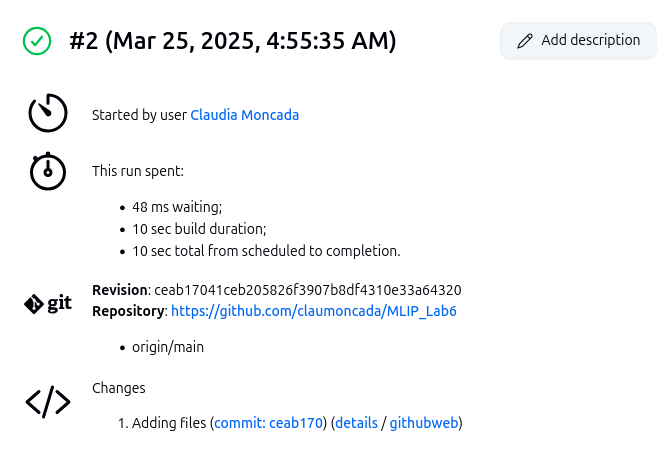 #2 (Mar 25, 2025, 4:55:35 AM)
Add description
Started by user Claudia Moncada
This run spent:
48 ms waiting;
10 sec build duration;
10 sec total from scheduled to completion.
git
Revision: ceab17041ceb205826f3907b8df4310e33a64320
Repository: https://github.com/claumoncada/MLIP_Lab6
origin/main
Changes
1. Adding files (commit: ceab170) (details / githubweb)